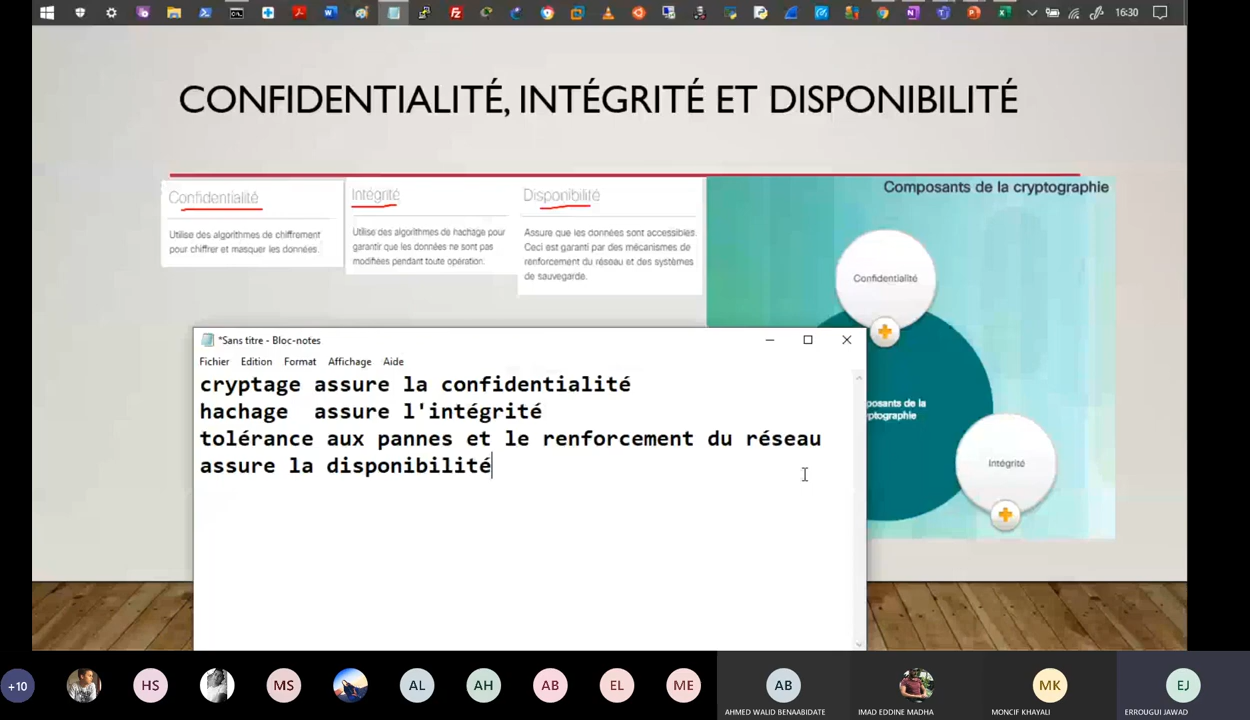 16:30
CONFIDENTIALITÉ, INTÉGRITÉ ET DISPONIBILITÉ
Confidentialité
Utilise des algorithmes de chiffrement
pour chiffrer et masquer les données.
Intégrité
Utilise des algorithmes de hachage pour
garantir que les données ne sont pas
modifiées pendant toute opération.
Disponibilité
Assure que les données sont accessibles.
Ceci est garanti par des mécanismes de
renforcement du réseau et des systèmes
de sauvegarde.
Composants de la cryptographie
Confidentialité
posants de la
ptographie
Intégrité
*Sans titre - Bloc-notes
Fichier Edition Format Affichage Aide
cryptage assure la confidentialité
hachage  assure l'intégrité
tolérance aux pannes et le renforcement du réseau
assure la disponibilité
+10 HS MS AL AH AB EL ME AB MK EJ
AHMED WALID BENAABIDATE IMAD EDDINE MADHA MONCIF KHAYALI ERROUGUI JAWAD